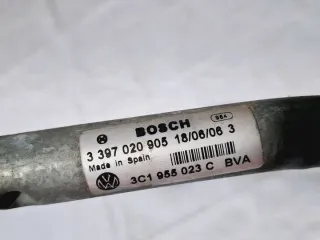 BOSCH
3 397 020 905 18/06/06 3
Made in Spain
3C1 955 023 C BVA